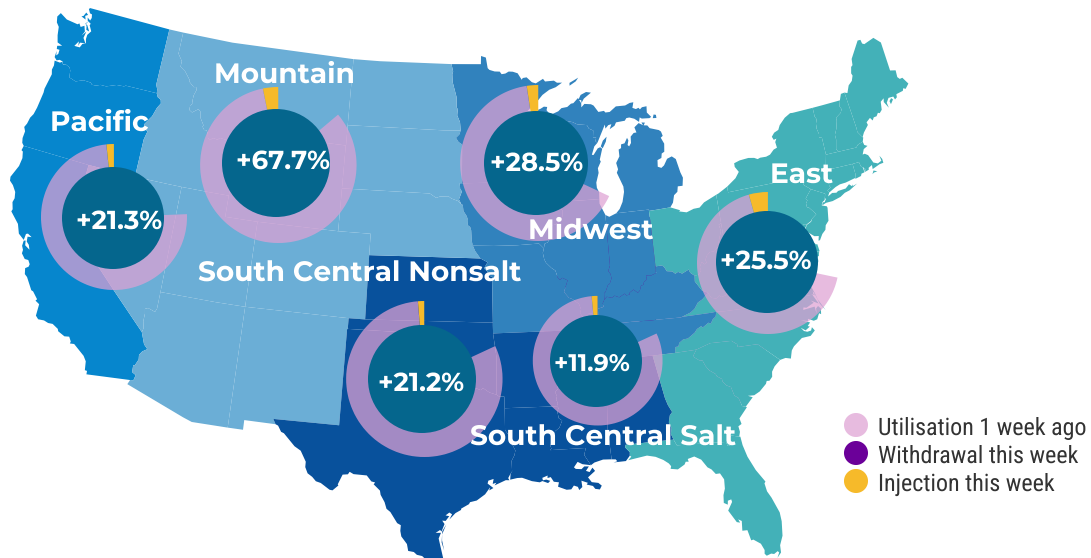 Mountain
Pacific
+67.7%
+28.5%
East
+21.3%
Midwest
+25.5%
South Central Nonsalt
+21.2%
+11.9%
South Central Salt
Utilisation 1 week ago
Withdrawal this week
Injection this week